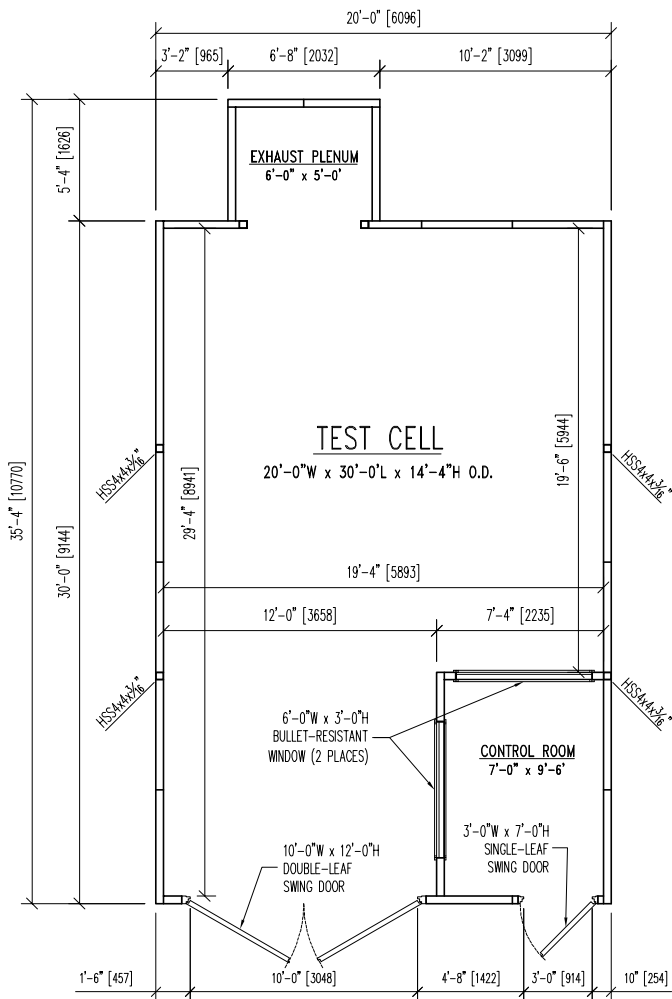 20'-0" [6096]
3'-2" [965]
6'-8" [2032]
10'-2" [3099]
5'-4" [1626]
EXHAUST PLENUM
6'-0" x 5'-0'
35'-4" [10770]
30'-0" [9144]
29'-4" [8941]
19'-6" [5944]
TEST CELL
20'-0"W x 30'-0"L x 14'-4"H O.D.
HSS4x4x3/16"
HSS4x4x3/16"
19'-4" [5893]
12'-0" [3658]
7'-4" [2235]
HSS4x4x3/16"
HSS4x4x3/16"
6'-0"W x 3'-0"H
BULLET-RESISTANT
WINDOW (2 PLACES)
CONTROL ROOM
7'-0" x 9'-6'
10'-0"W x 12'-0"H
DOUBLE-LEAF
SWING DOOR
3'-0"W x 7'-0"H
SINGLE-LEAF
SWING DOOR
1'-6" [457]
10'-0" [3048]
4'-8" [1422]
3'-0" [914]
10" [254]